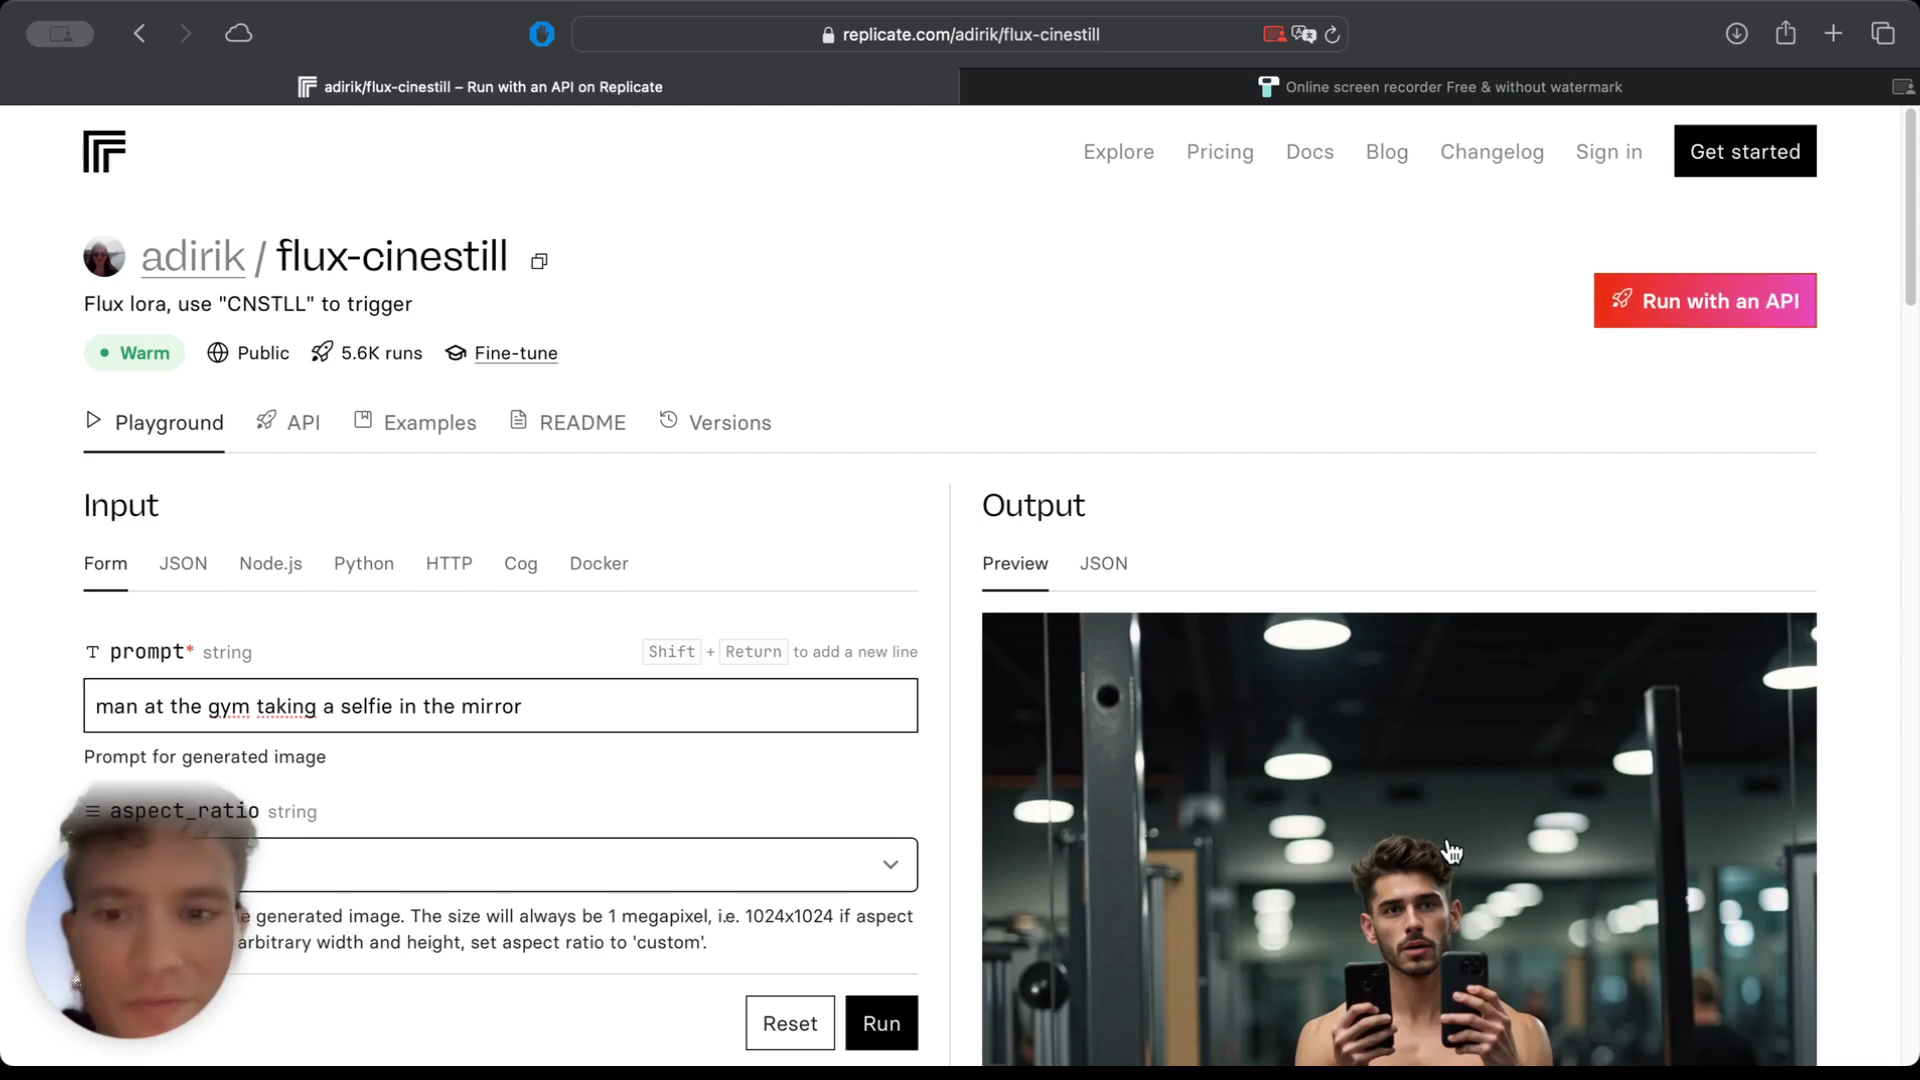 replicate.com/adirik/flux-cinestill
adirik/flux-cinestill – Run with an API on Replicate
Online screen recorder Free & without watermark
Explore
Pricing
Docs
Blog
Changelog
Sign in
Get started
adirik / flux-cinestill
Flux lora, use "CNSTLL" to trigger
Run with an API
Warm
Public
5.6K runs
Fine-tune
Playground
API
Examples
README
Versions
Input
Output
Form
JSON
Node.js
Python
HTTP
Cog
Docker
Preview
JSON
T prompt* string
Shift + Return to add a new line
man at the gym taking a selfie in the mirror
Prompt for generated image
aspect_ratio string
generated image. The size will always be 1 megapixel, i.e. 1024x1024 if aspect
arbitrary width and height, set aspect ratio to 'custom'.
Reset
Run